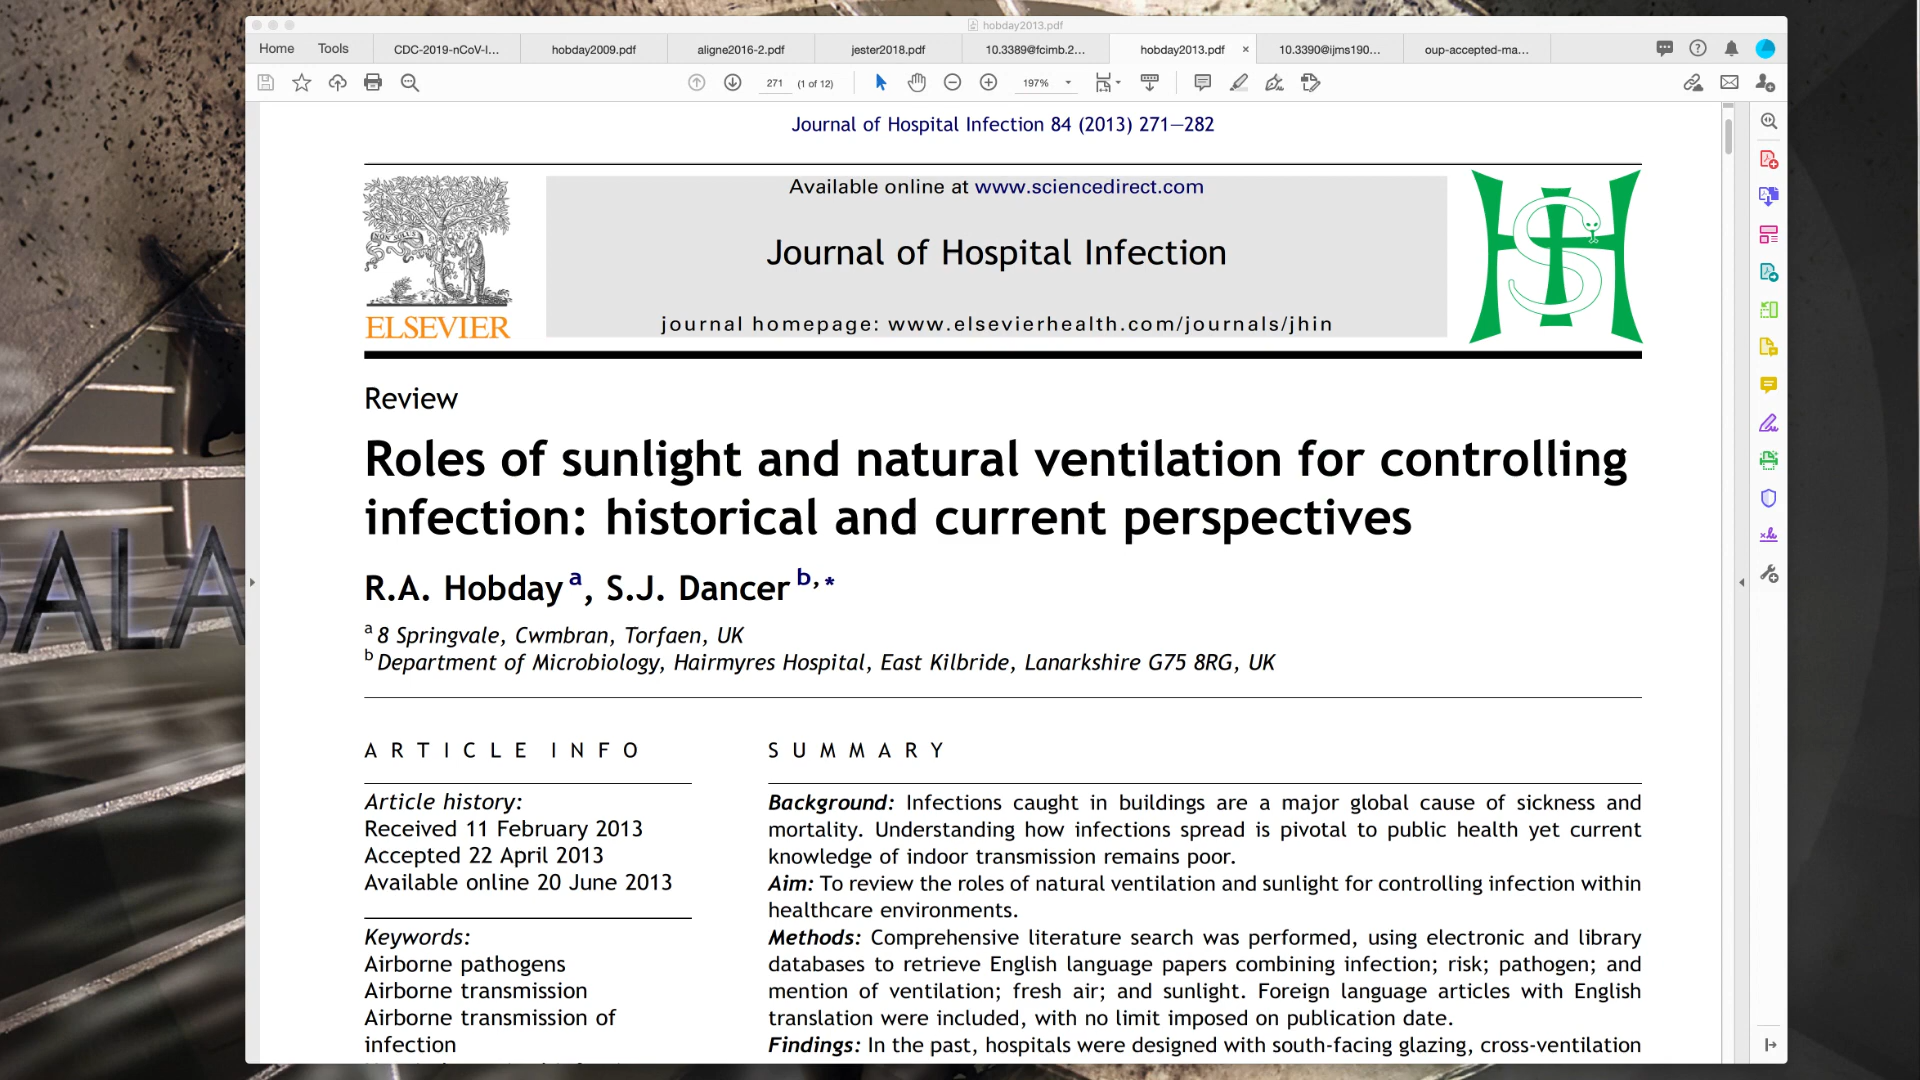 hobday2013.pdf
Home Tools CDC-2019-nCoV-I... hobday2009.pdf aligne2016-2.pdf jester2018.pdf 10.3389@fcimb.2... hobday2013.pdf × 10.3390@ijms190... oup-accepted-ma...
271 (1 of 12) 197%
Journal of Hospital Infection 84 (2013) 271–282
Available online at www.sciencedirect.com
NON SOLUS
Journal of Hospital Infection
ELSEVIER
journal homepage: www.elsevierhealth.com/journals/jhin
HIS
Review
Roles of sunlight and natural ventilation for controlling
infection: historical and current perspectives
R.A. Hobday a, S.J. Dancer b, *
a 8 Springvale, Cwmbran, Torfaen, UK
b Department of Microbiology, Hairmyres Hospital, East Kilbride, Lanarkshire G75 8RG, UK
ARTICLE INFO
Article history:
Received 11 February 2013
Accepted 22 April 2013
Available online 20 June 2013
Keywords:
Airborne pathogens
Airborne transmission
Airborne transmission of
infection
SUMMARY
Background: Infections caught in buildings are a major global cause of sickness and
mortality. Understanding how infections spread is pivotal to public health yet current
knowledge of indoor transmission remains poor.
Aim: To review the roles of natural ventilation and sunlight for controlling infection within
healthcare environments.
Methods: Comprehensive literature search was performed, using electronic and library
databases to retrieve English language papers combining infection; risk; pathogen; and
mention of ventilation; fresh air; and sunlight. Foreign language articles with English
translation were included, with no limit imposed on publication date.
Findings: In the past, hospitals were designed with south-facing glazing, cross-ventilation
BALA